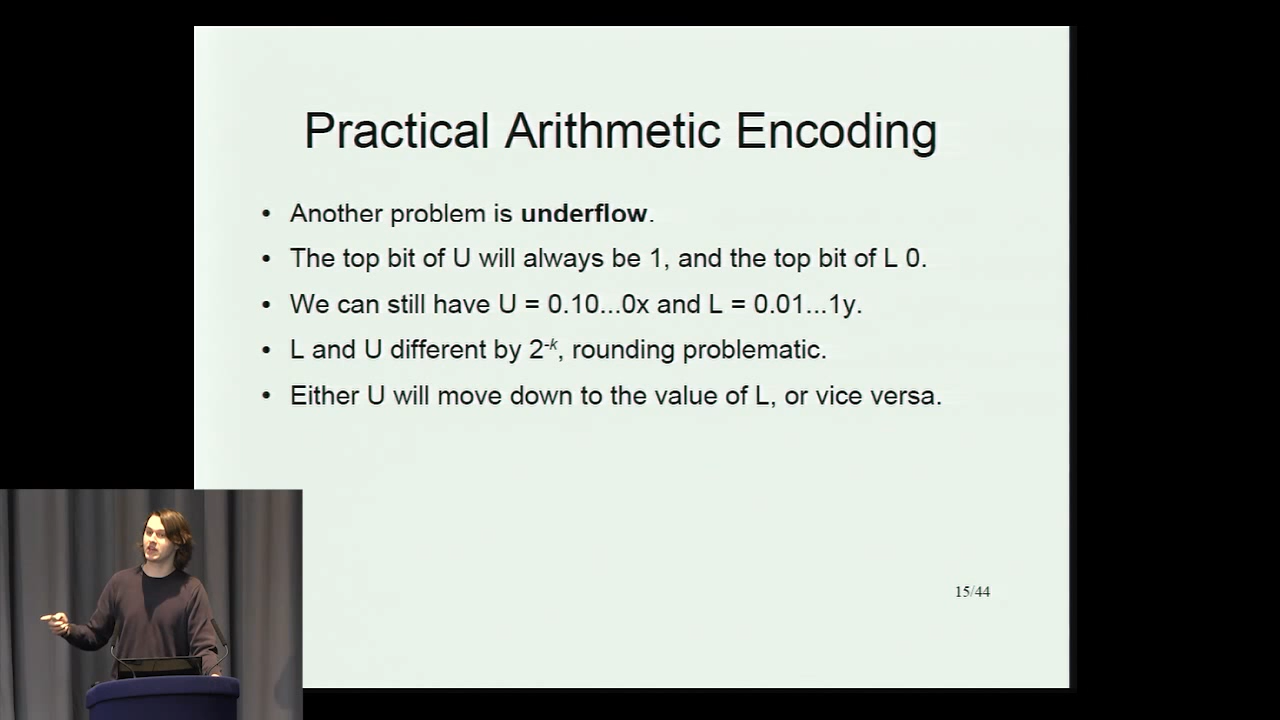 Practical Arithmetic Encoding
• Another problem is underflow.
• The top bit of U will always be 1, and the top bit of L 0.
• We can still have U = 0.10...0x and L = 0.01...1y.
• L and U different by 2⁻ᵏ, rounding problematic.
• Either U will move down to the value of L, or vice versa.
15/44